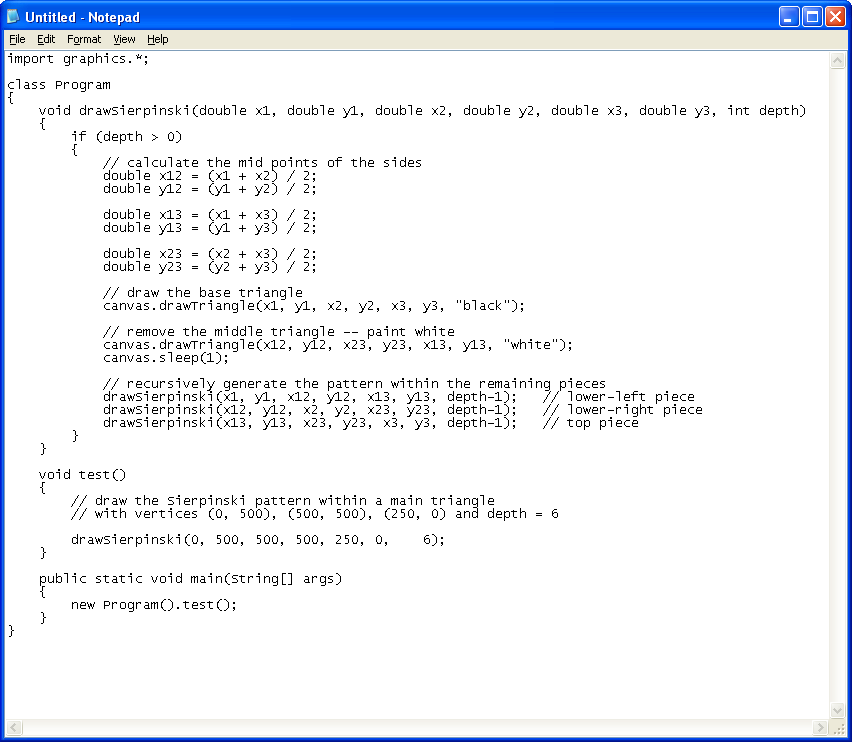 Untitled - Notepad
File Edit Format View Help
import graphics.*;
class Program
{
    void drawSierpinski(double x1, double y1, double x2, double y2, double x3, double y3, int depth)
    {
        if (depth > 0)
        {
            // calculate the mid points of the sides
            double x12 = (x1 + x2) / 2;
            double y12 = (y1 + y2) / 2;
            double x13 = (x1 + x3) / 2;
            double y13 = (y1 + y3) / 2;
            double x23 = (x2 + x3) / 2;
            double y23 = (y2 + y3) / 2;
            // draw the base triangle
            canvas.drawTriangle(x1, y1, x2, y2, x3, y3, "black");
            // remove the middle triangle -- paint white
            canvas.drawTriangle(x12, y12, x23, y23, x13, y13, "white");
            canvas.sleep(1);
            // recursively generate the pattern within the remaining pieces
            drawSierpinski(x1, y1, x12, y12, x13, y13, depth-1);   // lower-left piece
            drawSierpinski(x12, y12, x2, y2, x23, y23, depth-1);   // lower-right piece
            drawSierpinski(x13, y13, x23, y23, x3, y3, depth-1);   // top piece
        }
    }
    void test()
    {
        // draw the Sierpinski pattern within a main triangle
        // with vertices (0, 500), (500, 500), (250, 0) and depth = 6
        drawSierpinski(0, 500, 500, 500, 250, 0,    6);
    }
    public static void main(String[] args)
    {
        new Program().test();
    }
}